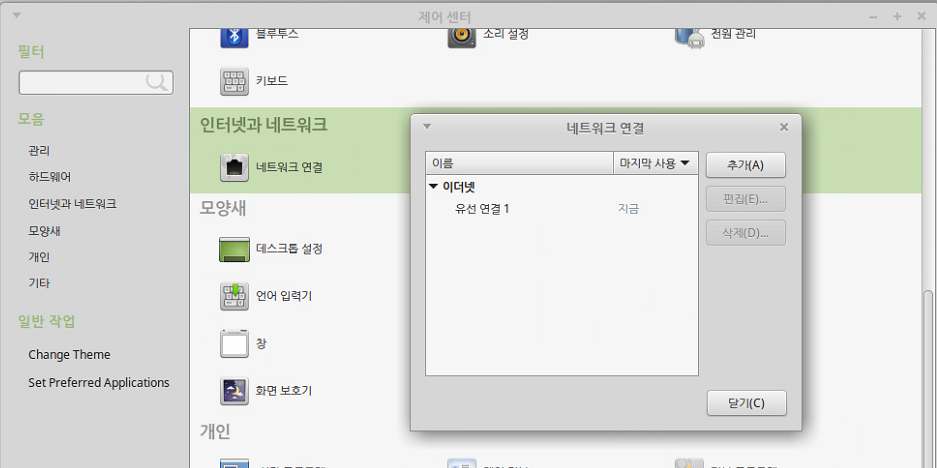 제어 센터
필터
모음
관리
하드웨어
인터넷과 네트워크
모양새
개인
기타
일반 작업
Change Theme
Set Preferred Applications
블루투스
소리 설정
전원 관리
키보드
인터넷과 네트워크
네트워크 연결
모양새
데스크톱 설정
언어 입력기
창
화면 보호기
개인
네트워크 연결
이름
마지막 사용
이더넷
유선 연결 1
지금
추가(A)
편집(E)...
삭제(D)...
닫기(C)